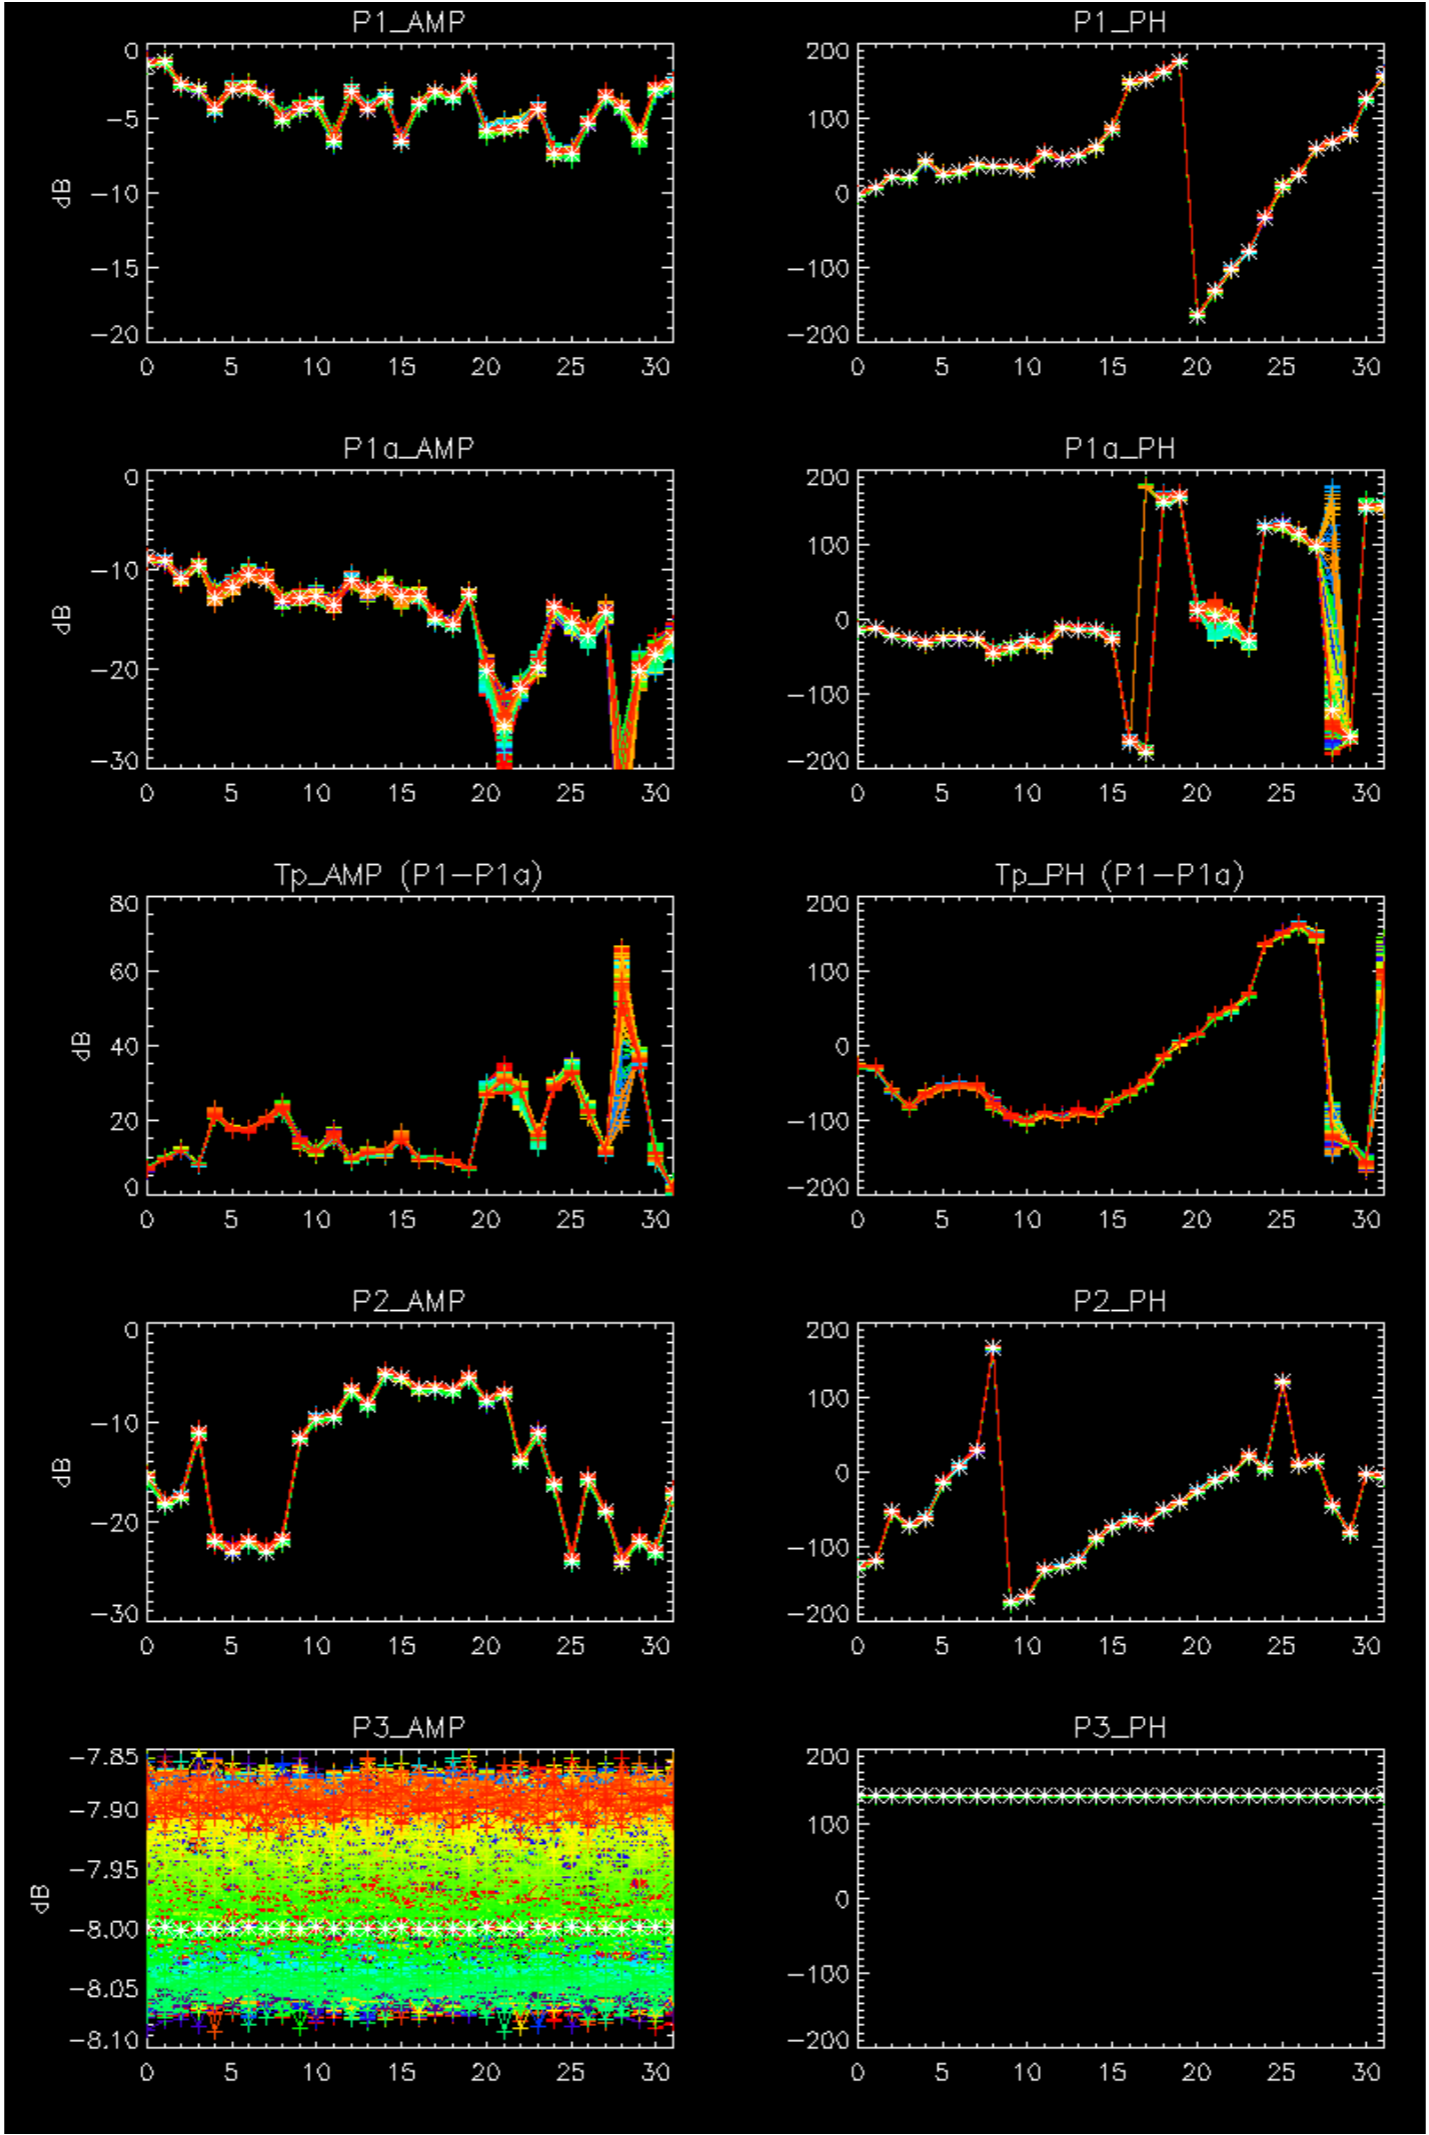 P1_AMP P1_PH
0 200
-5 100
dB -10 0
-15 -100
-20 -200
0 5 10 15 20 25 30 0 5 10 15 20 25 30
P1a_AMP P1a_PH
0 200
-10 100
dB 0
-20 -100
-30 -200
0 5 10 15 20 25 30 0 5 10 15 20 25 30
Tp_AMP (P1-P1a) Tp_PH (P1-P1a)
80 200
60 100
dB 40 0
20 -100
0 -200
0 5 10 15 20 25 30 0 5 10 15 20 25 30
P2_AMP P2_PH
0 200
-10 100
dB 0
-20 -100
-30 -200
0 5 10 15 20 25 30 0 5 10 15 20 25 30
P3_AMP P3_PH
-7.85 200
-7.90 100
-7.95
dB 0
-8.00
-8.05 -100
-8.10 -200
0 5 10 15 20 25 30 0 5 10 15 20 25 30